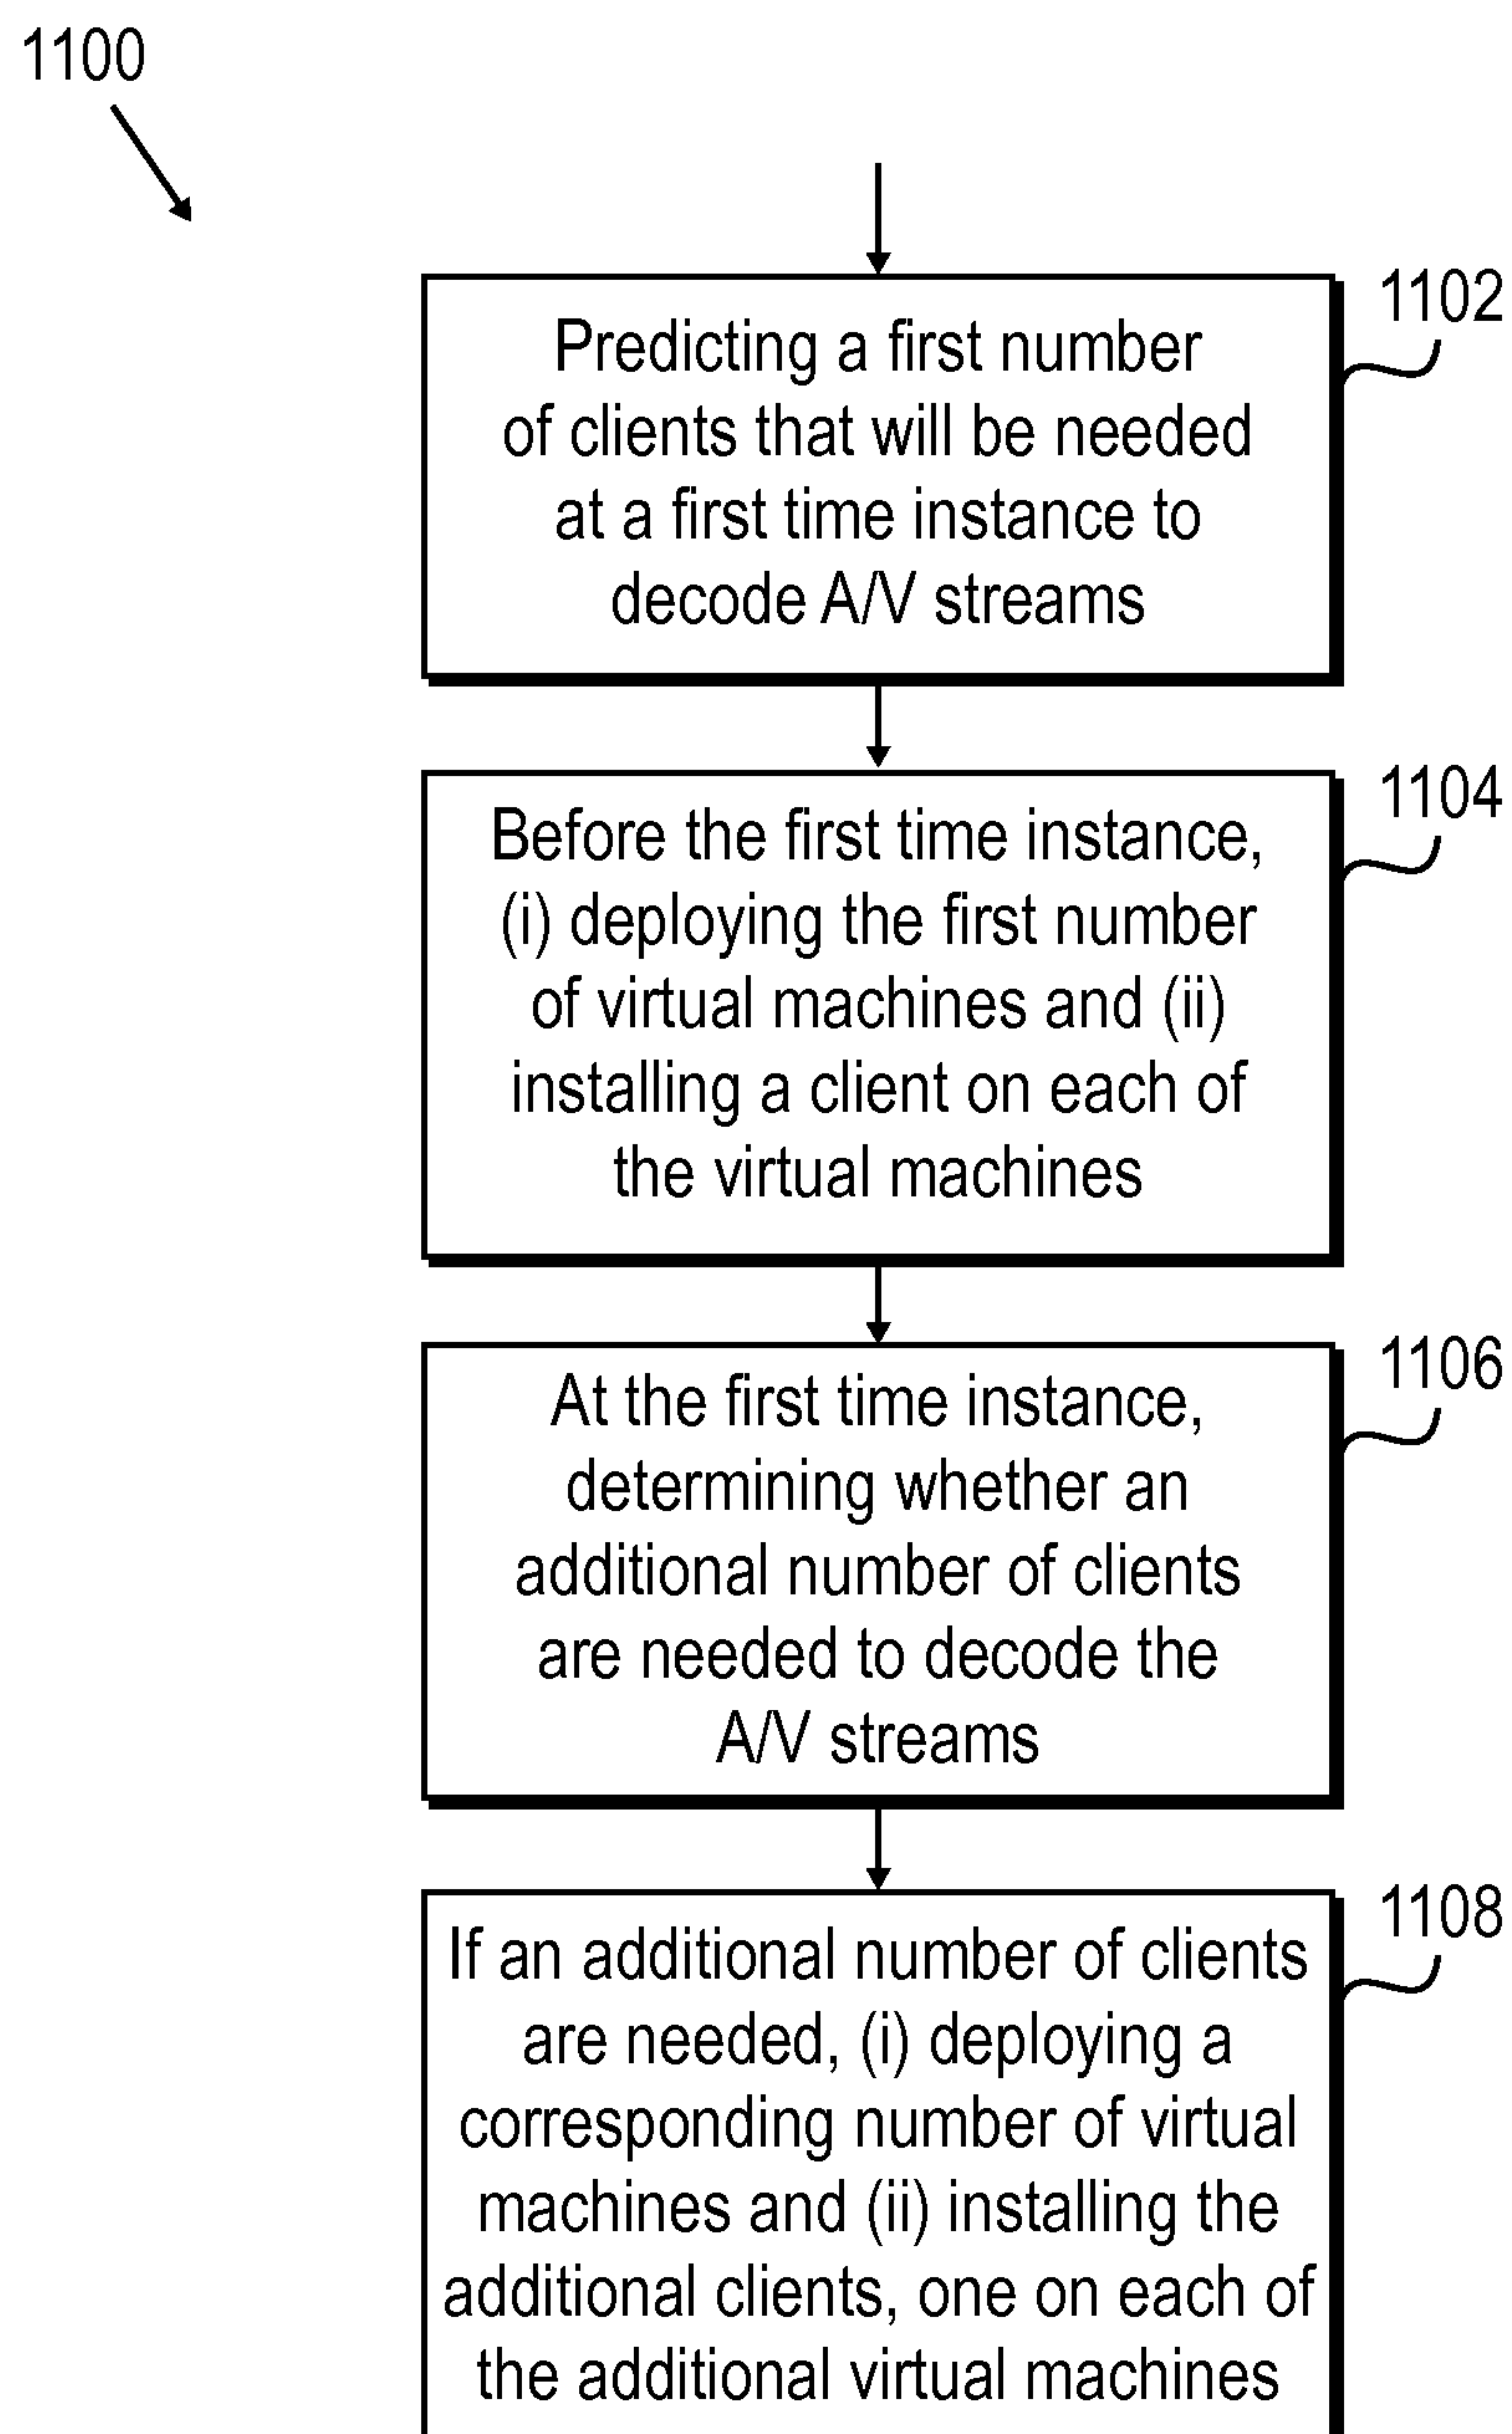 1100
1102
Predicting a first number
of clients that will be needed
at a first time instance to
decode A/V streams
1104
Before the first time instance,
(i) deploying the first number
of virtual machines and (ii)
installing a client on each of
the virtual machines
1106
At the first time instance,
determining whether an
additional number of clients
are needed to decode the
A/V streams
1108
If an additional number of clients
are needed, (i) deploying a
corresponding number of virtual
machines and (ii) installing the
additional clients, one on each of
the additional virtual machines